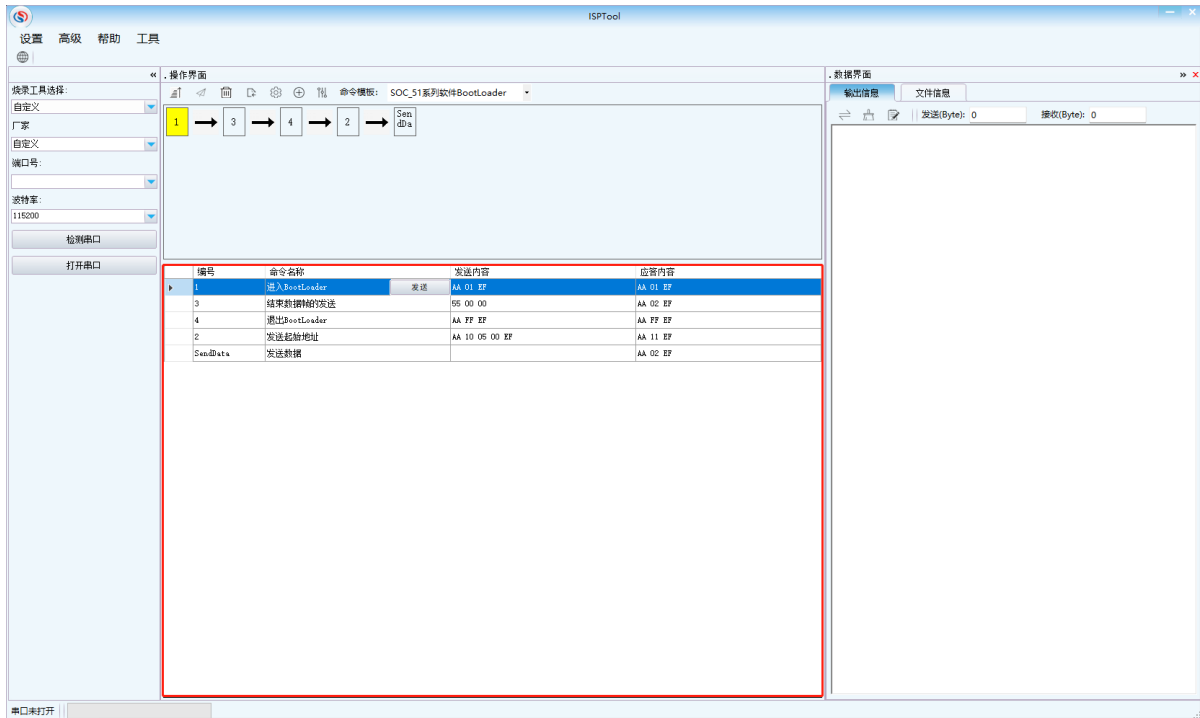 ISPTool
设置 高级 帮助 工具
«
烧录工具选择:
自定义
厂家
自定义
端口号:
波特率:
115200
检测串口
打开串口
.操作界面
命令模板: SOC_51系列软件BootLoader
1 3 4 2 Sen
dDa
编号 命令名称 发送内容 应答内容
1 进入BootLoader 发送 AA 01 EF AA 01 EF
3 结束数据帧的发送 55 00 00 AA 02 EF
4 退出BootLoader AA FF EF AA FF EF
2 发送起始地址 AA 10 05 00 EF AA 11 EF
SendData 发送数据 AA 02 EF
.数据界面 » ×
输出信息 文件信息
发送(Byte): 0 接收(Byte): 0
串口未打开